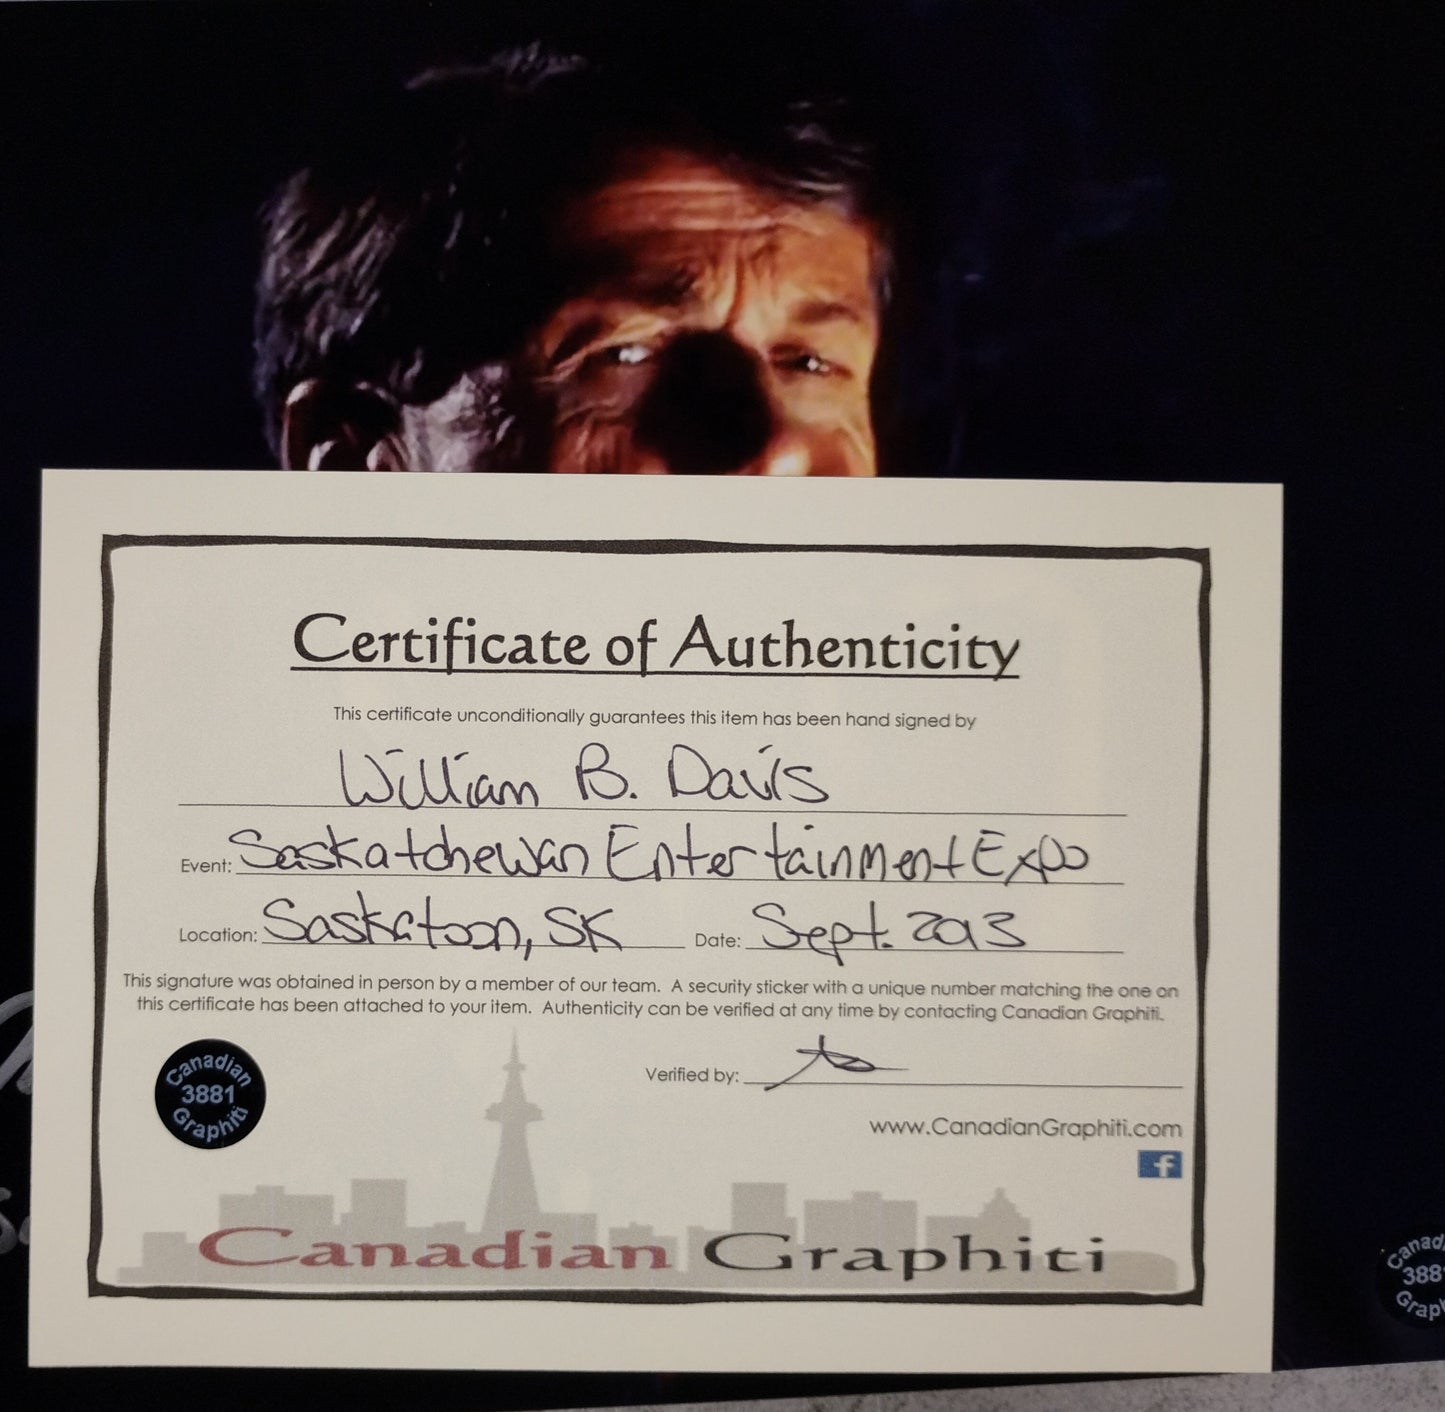 Certificate of Authenticity
This certificate unconditionally guarantees this item has been hand signed by
William B. Davis
Event: Saskatchewan Entertainment Expo
Location: Saskatoon, SK Date: Sept. 2013
This signature was obtained in person by a member of our team. A security sticker with a unique number matching the one on
this certificate has been attached to your item. Authenticity can be verified at any time by contacting Canadian Graphiti.
Canadian
3881
Graphiti
Verified by:
www.CanadianGraphiti.com
f
Canadian Graphiti
Canad
388
Grap